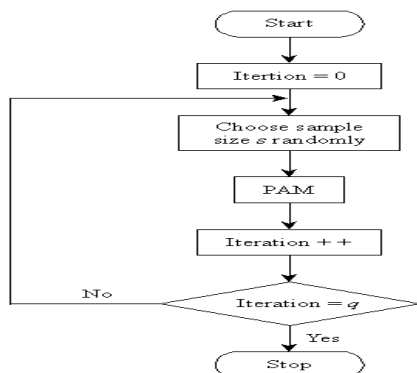 Start
Itertion = 0
Choose sample
size s randomly
PAM
Iteration ++
Iteration = q
No
Yes
Stop